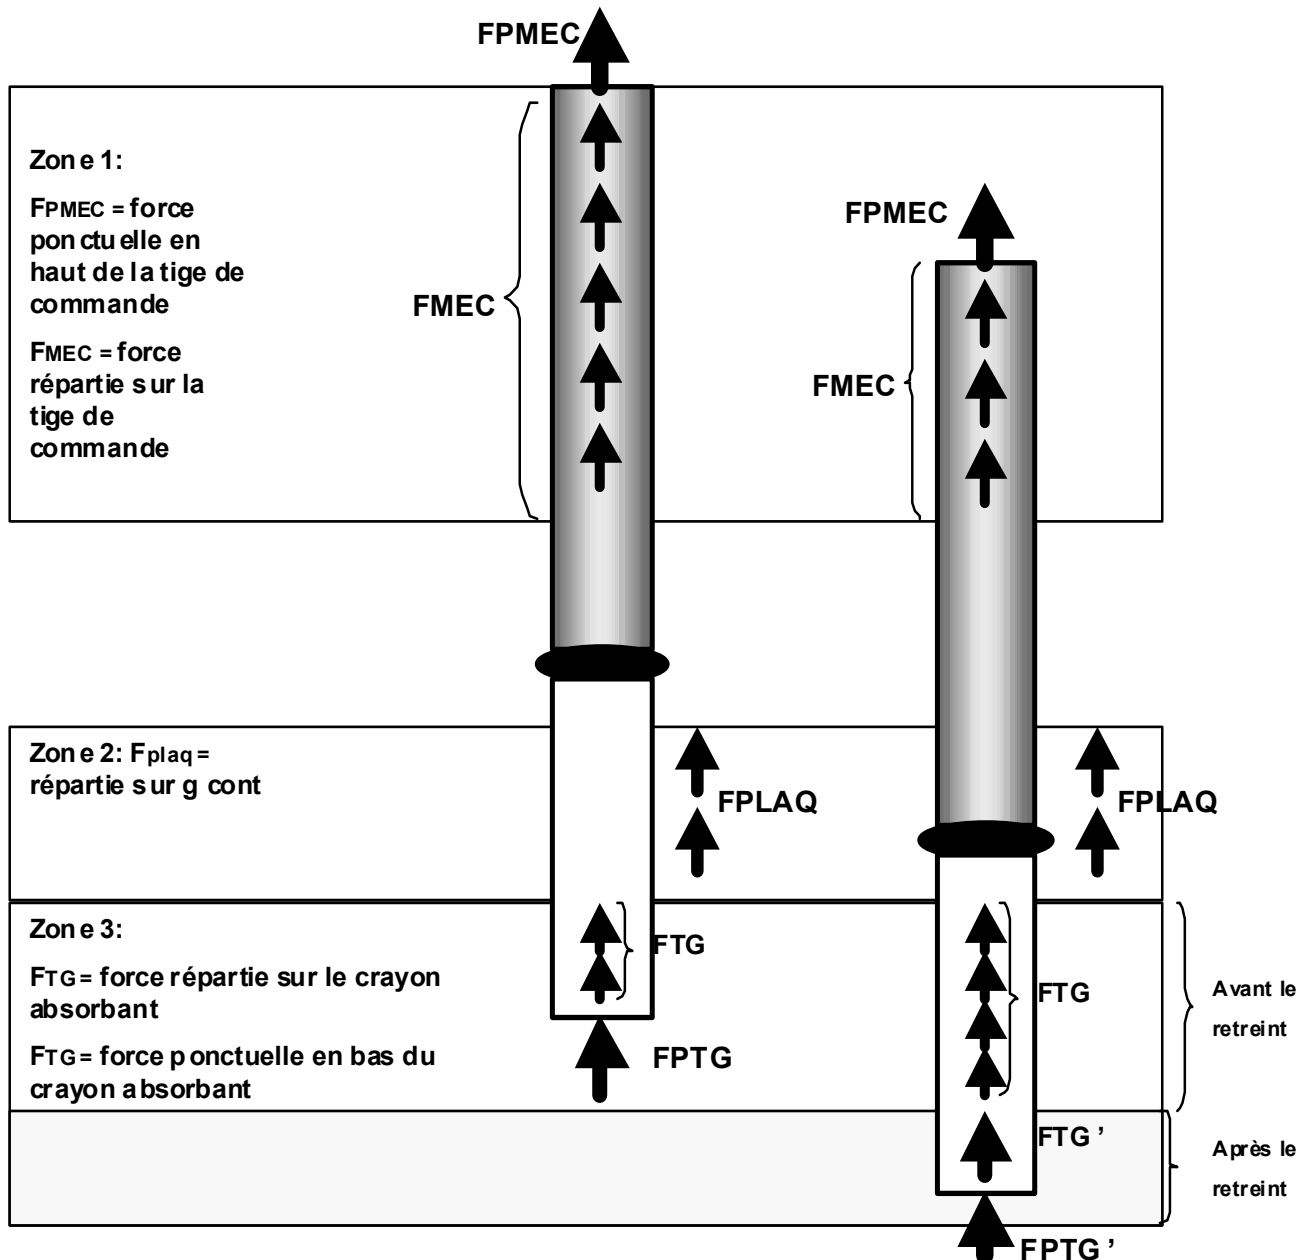 FPMEC
Zone 1:
FPMEC = force
ponctuelle en
haut de la tige de
commande
FMEC = force
répartie sur la
tige de
commande
FMEC
FPMEC
FMEC
Zone 2: Fplaq =
répartie sur g cont
FPLAQ
FPLAQ
Zone 3:
FTG = force répartie sur le crayon
absorbant
FTG = force ponctuelle en bas du
crayon absorbant
FTG
FPTG
FTG
Avant le
retreint
FTG '
Après le
retreint
FPTG '